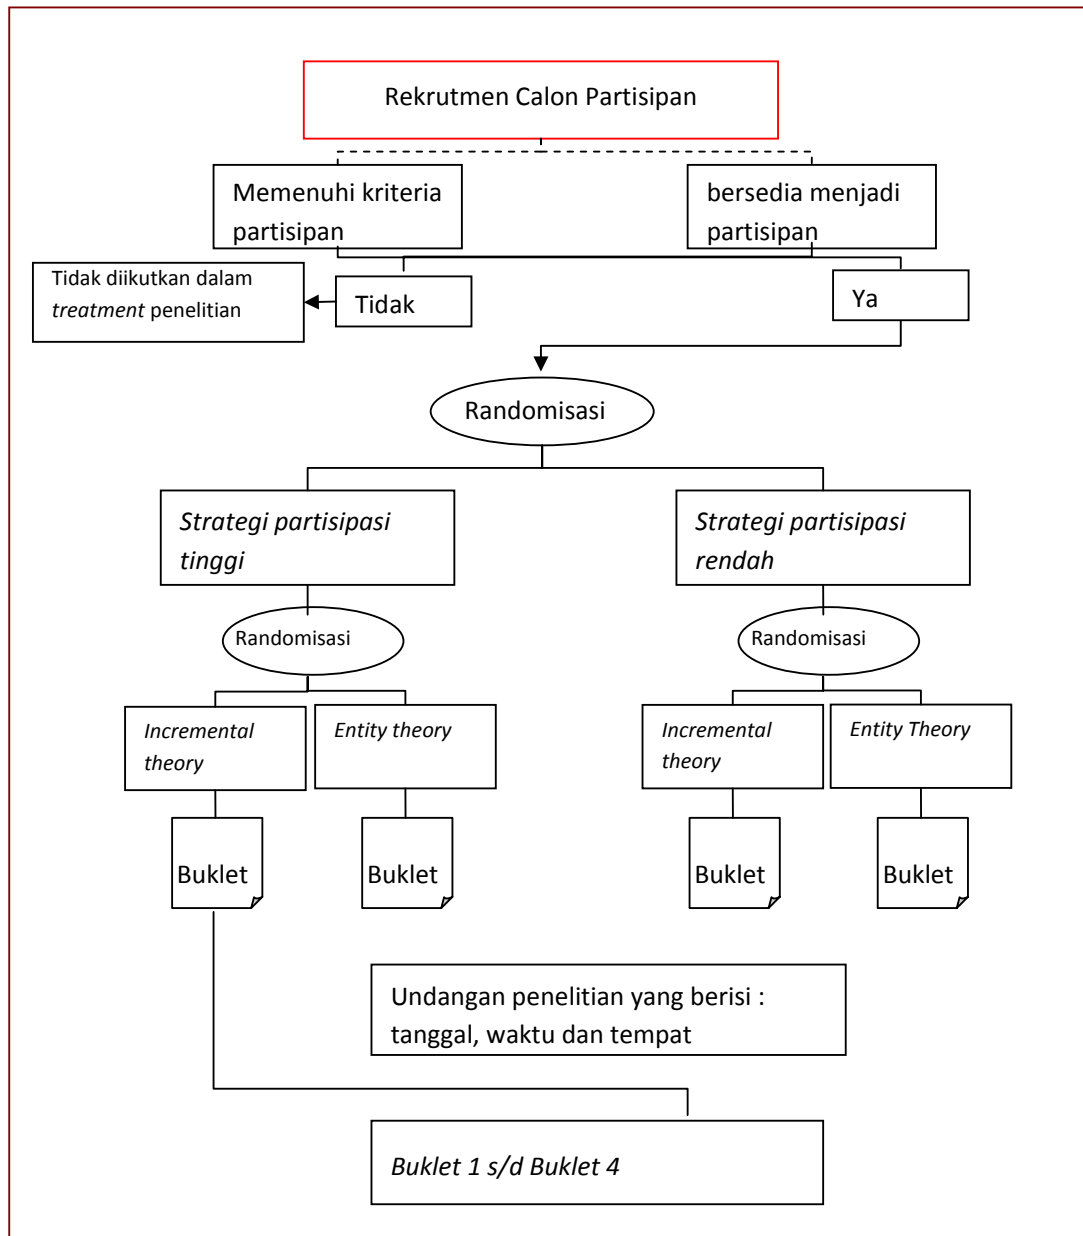 Rekrutmen Calon Partisipan
Memenuhi kriteria
partisipan
bersedia menjadi
partisipan
Tidak diikutkan dalam
treatment penelitian
Tidak
Ya
Randomisasi
Strategi partisipasi
tinggi
Strategi partisipasi
rendah
Randomisasi
Randomisasi
Incremental
theory
Entity theory
Incremental
theory
Entity Theory
Buklet
Buklet
Buklet
Buklet
Undangan penelitian yang berisi :
tanggal, waktu dan tempat
Buklet 1 s/d Buklet 4